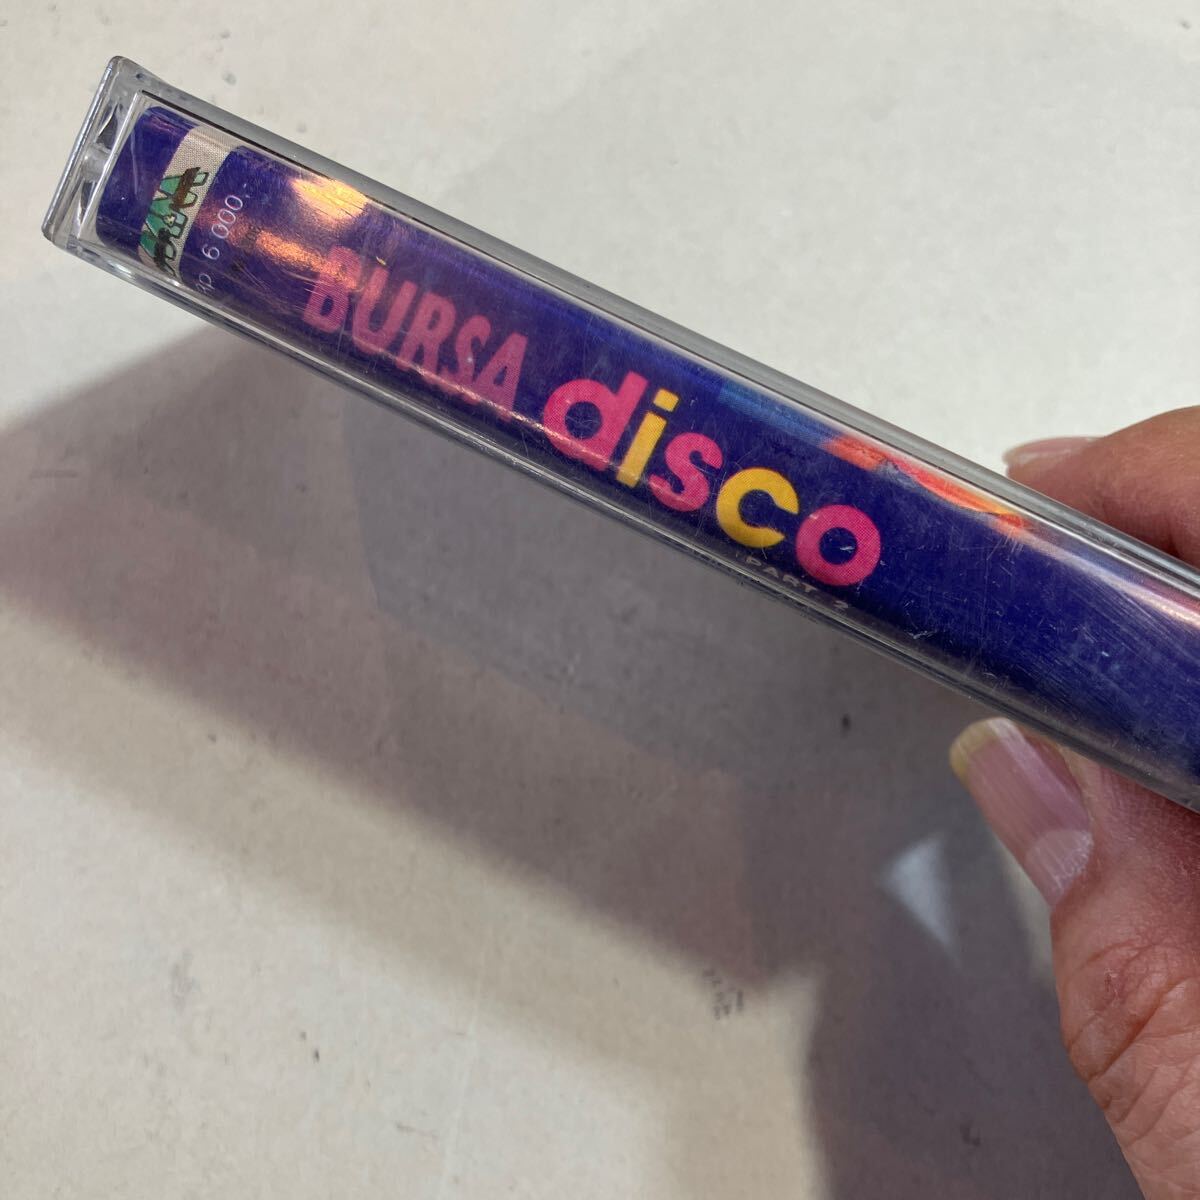 Rp 6 000,-
BURSA
disco
PART 2